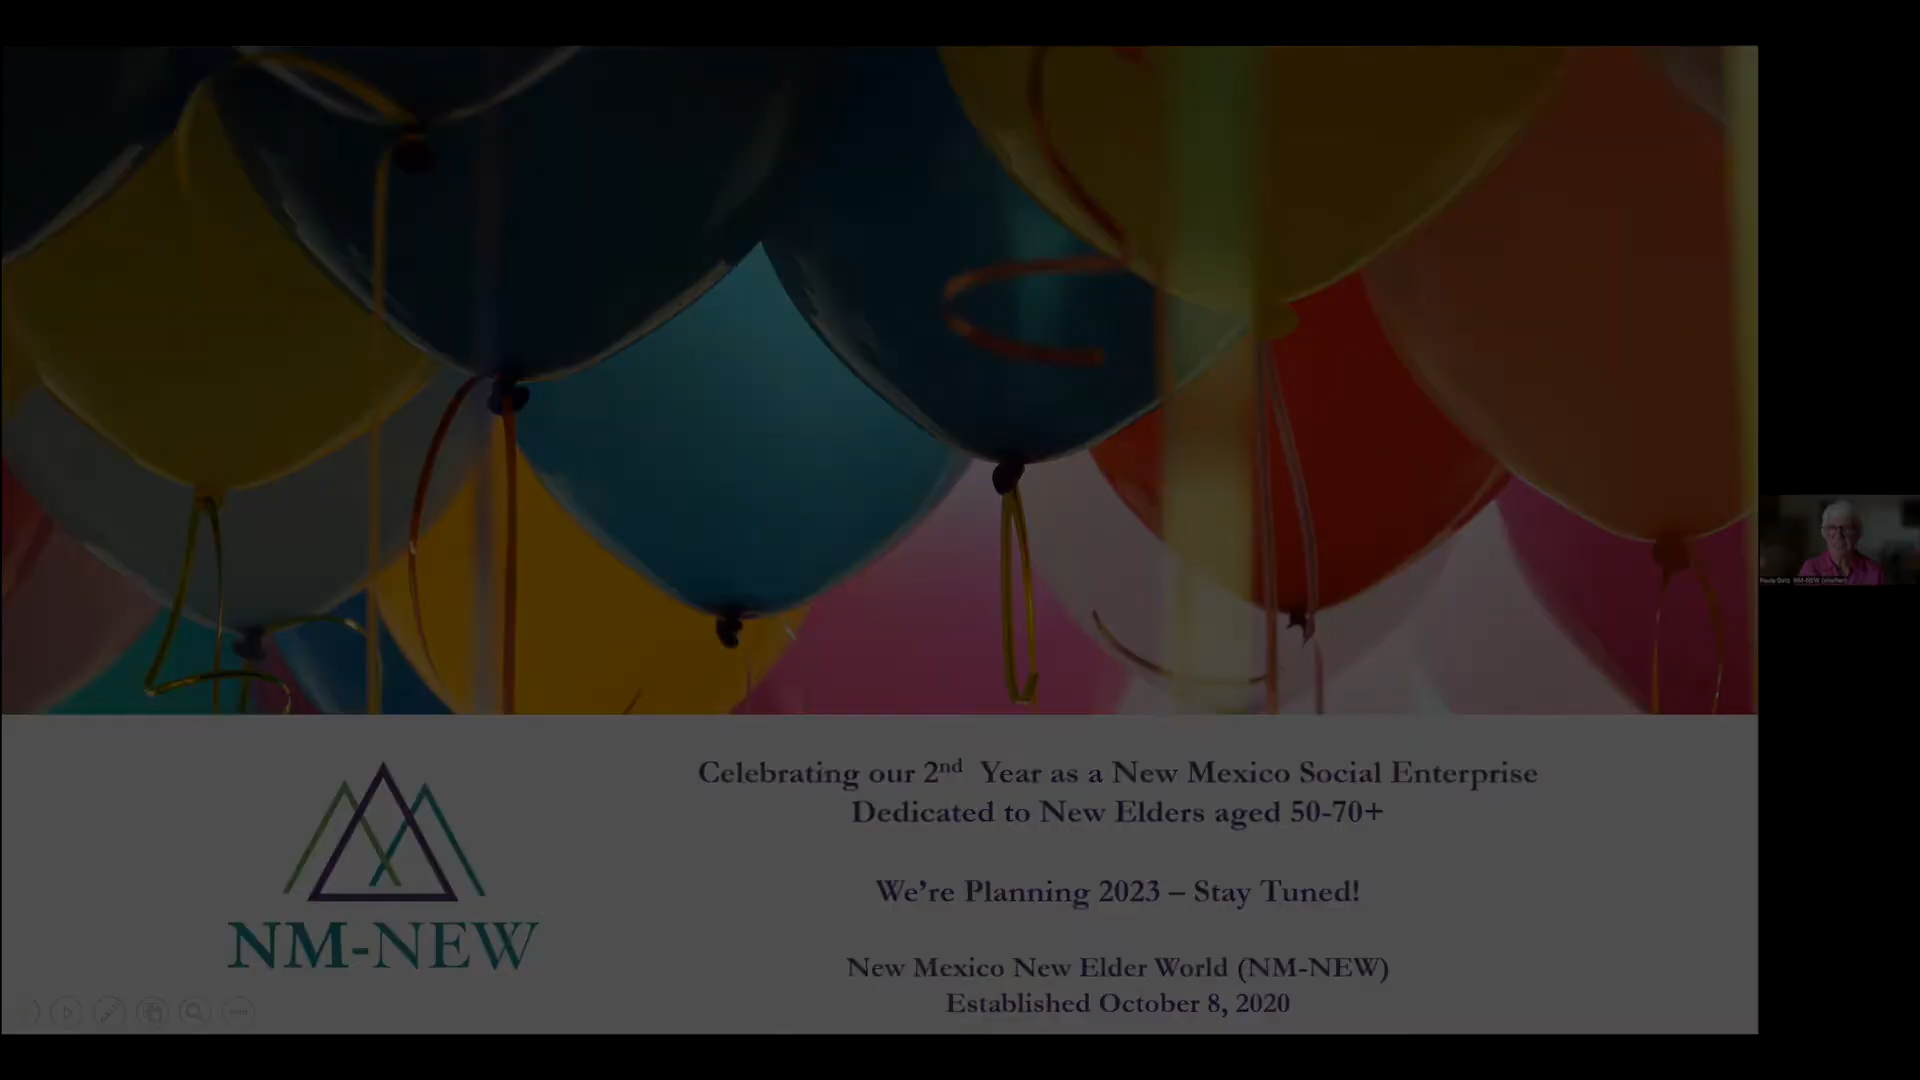 Celebrating our 2nd Year as a New Mexico Social Enterprise
Dedicated to New Elders aged 50-70+
We're Planning 2023 – Stay Tuned!
New Mexico New Elder World (NM-NEW)
Established October 8, 2020
NM-NEW